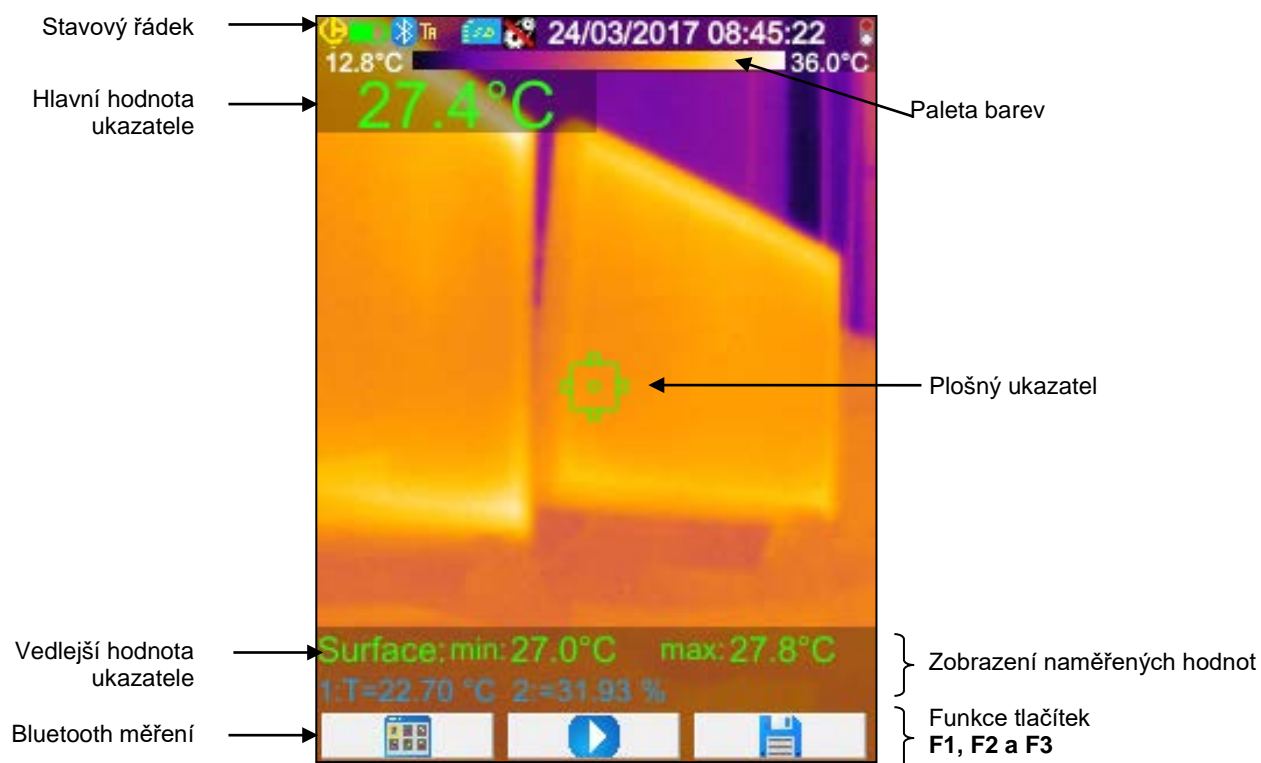 Stavový řádek
24/03/2017 08:45:22
12.8°C
36.0°C
Hlavní hodnota
ukazatele
27.4°C
Paleta barev
Plošný ukazatel
Vedlejší hodnota
ukazatele
Surface: min: 27.0°C max: 27.8°C
Zobrazení naměřených hodnot
1:T=22.70 °C 2:=31.93 %
Bluetooth měření
Funkce tlačítek
F1, F2 a F3